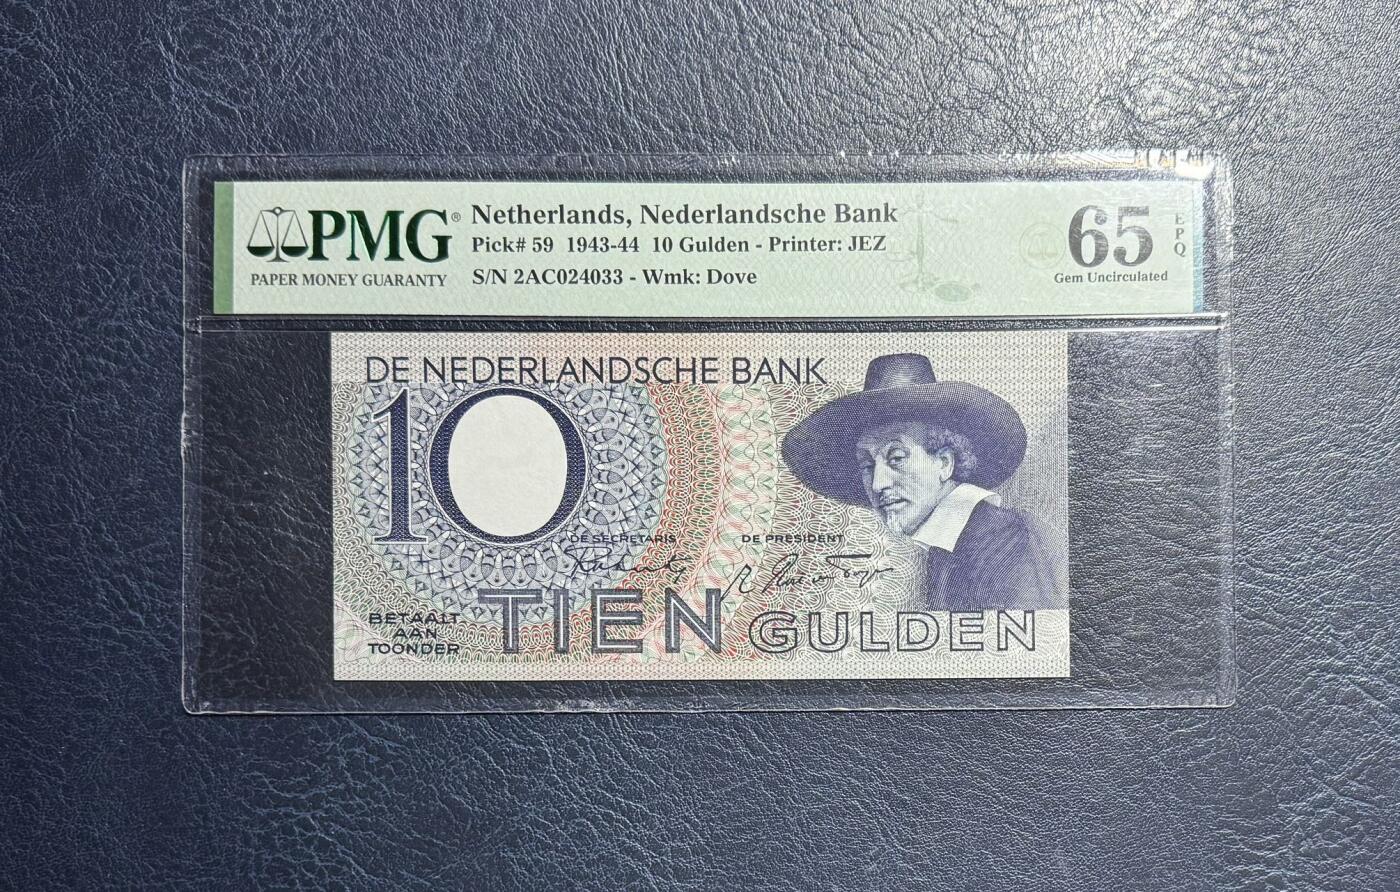 PMG®
PAPER MONEY GUARANTY
Netherlands, Nederlandsche Bank
Pick# 59 1943-44 10 Gulden - Printer: JEZ
S/N 2AC024033 - Wmk: Dove
65
EPQ
Gem Uncirculated
DE NEDERLANDSCHE BANK
10
DE SECRETARIS
DE PRESIDENT
BETAALT
AAN
TOONDER
TIEN GULDEN